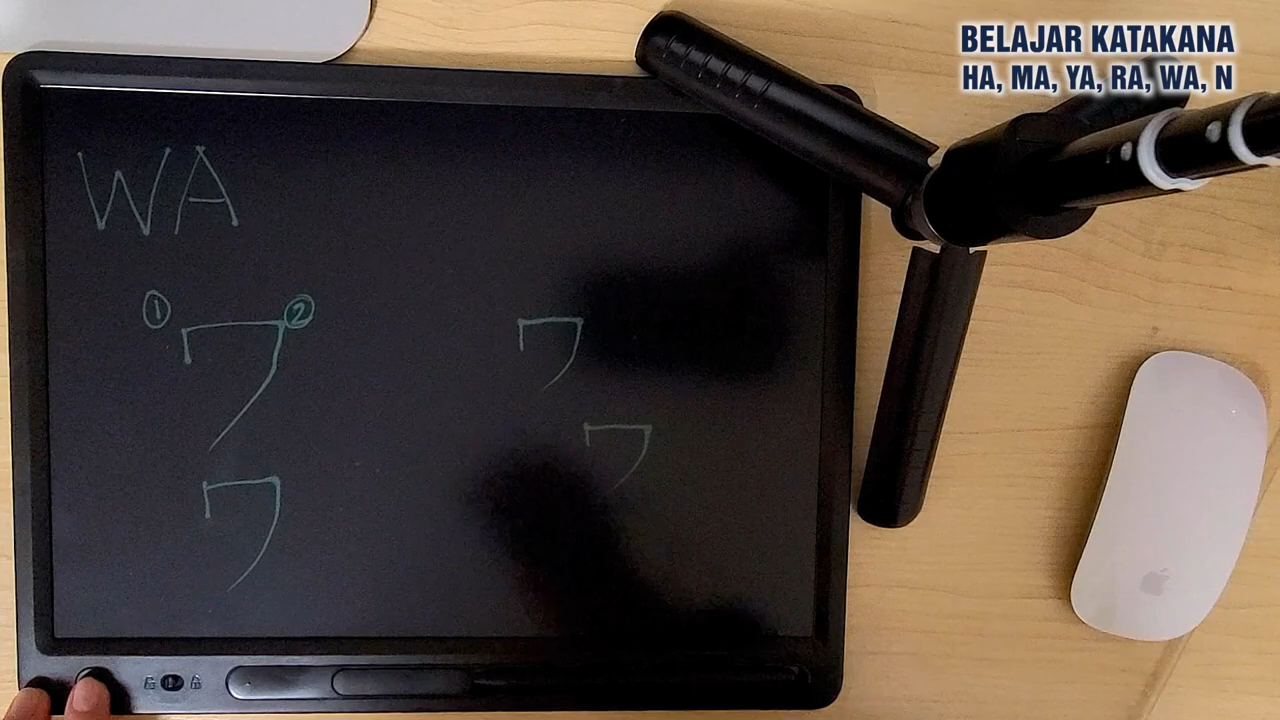 BELAJAR KATAKANA
HA, MA, YA, RA, WA, N
WA
① ワ ②
ワ
ワ
ワ